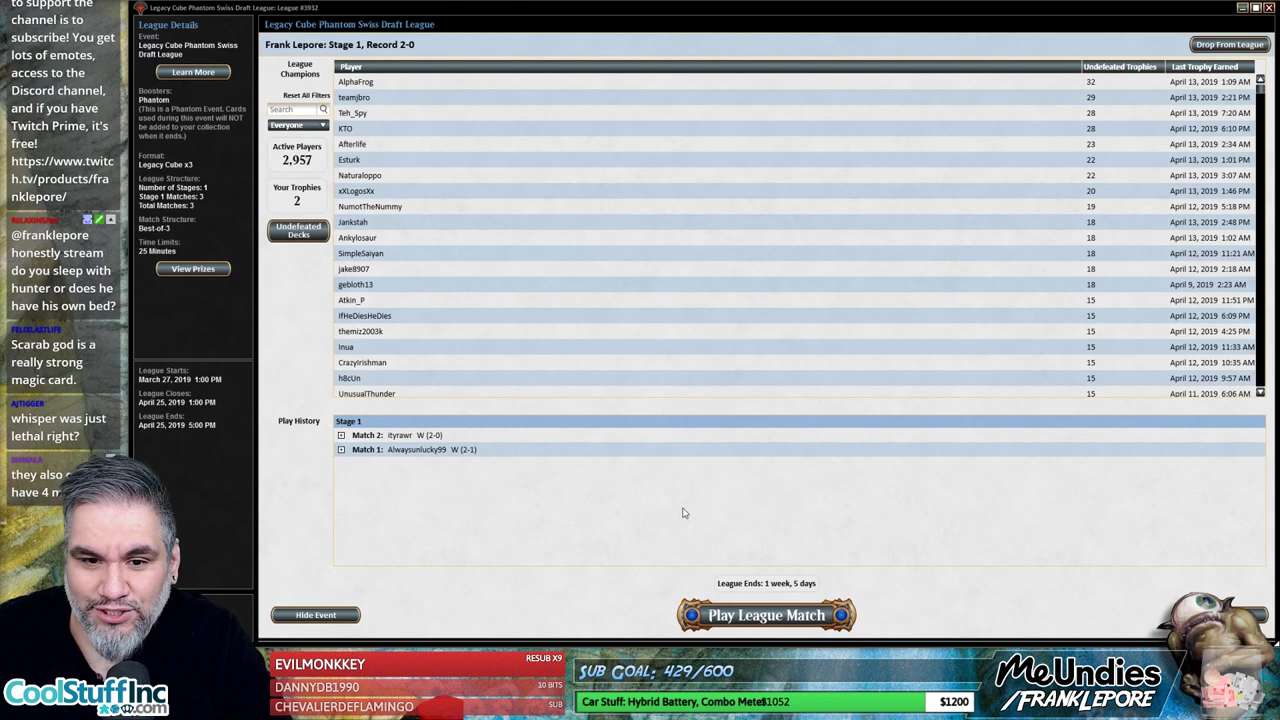 to support the
channel to
subscribe! You get
lots of emotes,
access to the
Discord channel,
and if you have
Twitch Prime, it's
free!
https://www.twitc
h.tv/products/fra
nklepore/
@franklepore
honestly stream
do you sleep with
hunter or does he
have his own bed?
FELIXLASTLIFE
Scarab god is a
really strong
magic card.
AJTIGGER
whisper was just
lethal right?
they also
have 4
Legacy Cube Phantom Swiss Draft League: League #3932
League Details
Event:
Legacy Cube Phantom Swiss
Draft League
Learn More
Boosters:
Phantom
(This is a Phantom Event. Cards
used during this event will NOT
be added to your collection
when it ends.)
Format:
Legacy Cube x3
League Structure:
Number of Stages: 1
Stage 1 Matches: 3
Total Matches: 3
Match Structure:
Best-of-3
Time Limits:
25 Minutes
View Prizes
League Starts:
March 27, 2019 1:00 PM
League Closes:
April 25, 2019 1:00 PM
League Ends:
April 25, 2019 5:00 PM
Legacy Cube Phantom Swiss Draft League
Frank Lepore: Stage 1, Record 2-0
Drop From League
League
Champions
Reset All Filters
Search
Everyone
Active Players
2,957
Your Trophies
2
Undefeated
Decks
Player Undefeated Trophies Last Trophy Earned
AlphaFrog 32 April 13, 2019 1:09 AM
teamjbro 29 April 13, 2019 2:21 PM
Teh_Spy 28 April 13, 2019 7:20 AM
KTO 28 April 12, 2019 6:10 PM
Afterlife 23 April 13, 2019 2:34 AM
Esturk 22 April 13, 2019 1:01 PM
Naturaloppo 22 April 13, 2019 3:07 AM
xXLogosXx 20 April 13, 2019 1:46 PM
NumotTheNummy 19 April 12, 2019 5:18 PM
Jankstah 18 April 13, 2019 2:48 PM
Ankylosaur 18 April 13, 2019 1:02 AM
SimpleSaiyan 18 April 12, 2019 11:21 AM
jake8907 18 April 12, 2019 2:18 AM
gebloth13 18 April 9, 2019 2:23 AM
Atkin_P 15 April 12, 2019 11:51 PM
IfHeDiesHeDies 15 April 12, 2019 6:09 PM
themiz2003k 15 April 12, 2019 4:25 PM
Inua 15 April 12, 2019 11:33 AM
CrazyIrishman 15 April 12, 2019 10:35 AM
h8cUn 15 April 12, 2019 9:57 AM
UnusualThunder 15 April 11, 2019 6:06 AM
Play History
Stage 1
Match 2: ityrawr W (2-0)
Match 1: Alwaysunlucky99 W (2-1)
League Ends: 1 week, 5 days
Hide Event
Play League Match
EVILMONKKEY RESUB X9
DANNYDB1990 10 BITS
CHEVALIERDEFLAMINGO SUB
SUB GOAL: 429/600
Car Stuff: Hybrid Battery, Combo Mete $1052 $1200
MeUndies
/FRANKLEPORE
CoolStuffInc
.com